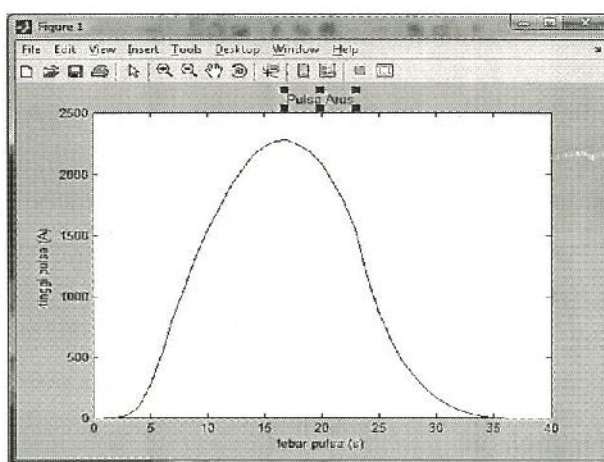 Figure 1
File Edit View Insert Tools Desktop Window Help
Pulsa Arus
2500
2000
1500
1000
500
0
tinggi pulsa (A)
0 5 10 15 20 25 30 35 40
lebar pulsa (s)